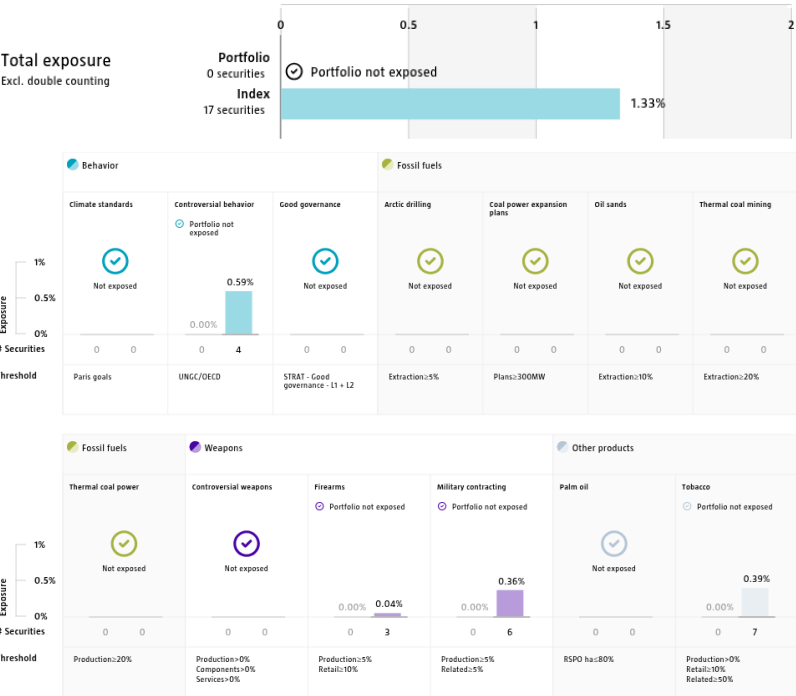 0 0.5 1 1.5 2
Total exposure
Excl. double counting
Portfolio
0 securities
Portfolio not exposed
Index
17 securities
1.33%
Behavior
Fossil fuels
Climate standards
Controversial behavior
Good governance
Arctic drilling
Coal power expansion
plans
Oil sands
Thermal coal mining
Portfolio not
exposed
Exposure
1%
0.5%
0%
Not exposed
0.00%
0.59%
Not exposed
Not exposed
Not exposed
Not exposed
Not exposed
# Securities
0 0
0 4
0 0
0 0
0 0
0 0
0 0
Threshold
Paris goals
UNGC/OECD
STRAT - Good
governance - L1 + L2
Extraction≥5%
Plans≥300MW
Extraction≥10%
Extraction≥20%
Fossil fuels
Weapons
Other products
Thermal coal power
Controversial weapons
Firearms
Military contracting
Palm oil
Tobacco
Portfolio not exposed
Portfolio not exposed
Portfolio not exposed
Exposure
1%
0.5%
0%
Not exposed
Not exposed
0.00% 0.04%
0.00% 0.36%
Not exposed
0.00% 0.39%
# Securities
0 0
0 0
0 3
0 6
0 0
0 7
Threshold
Production≥20%
Production>0%
Components>0%
Services>0%
Production≥5%
Retail≥10%
Production≥5%
Related≥5%
RSPO ha≤80%
Production>0%
Retail≥10%
Related≥50%